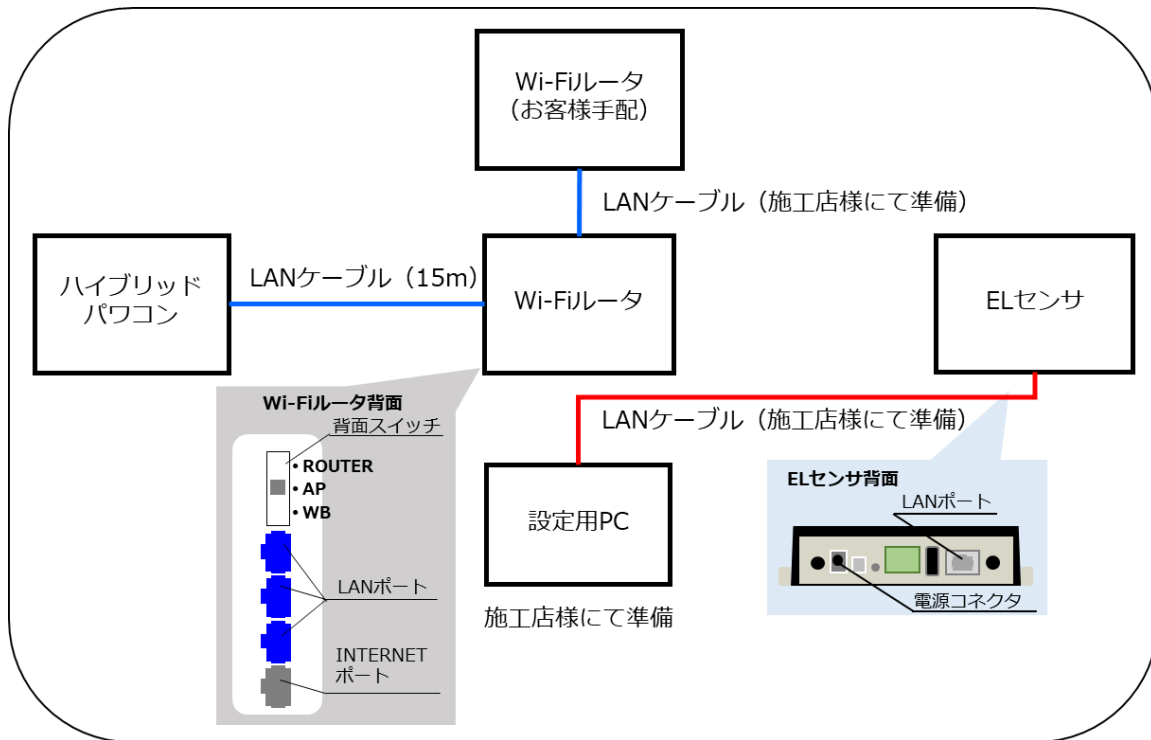 Wi-Fiルータ
（お客様手配）
LANケーブル（施工店様にて準備）
ハイブリッド
パワコン
LANケーブル（15m）
Wi-Fiルータ
ELセンサ
Wi-Fiルータ背面
背面スイッチ
• ROUTER
• AP
• WB
LANポート
INTERNET
ポート
LANケーブル（施工店様にて準備）
設定用PC
施工店様にて準備
ELセンサ背面
LANポート
電源コネクタ